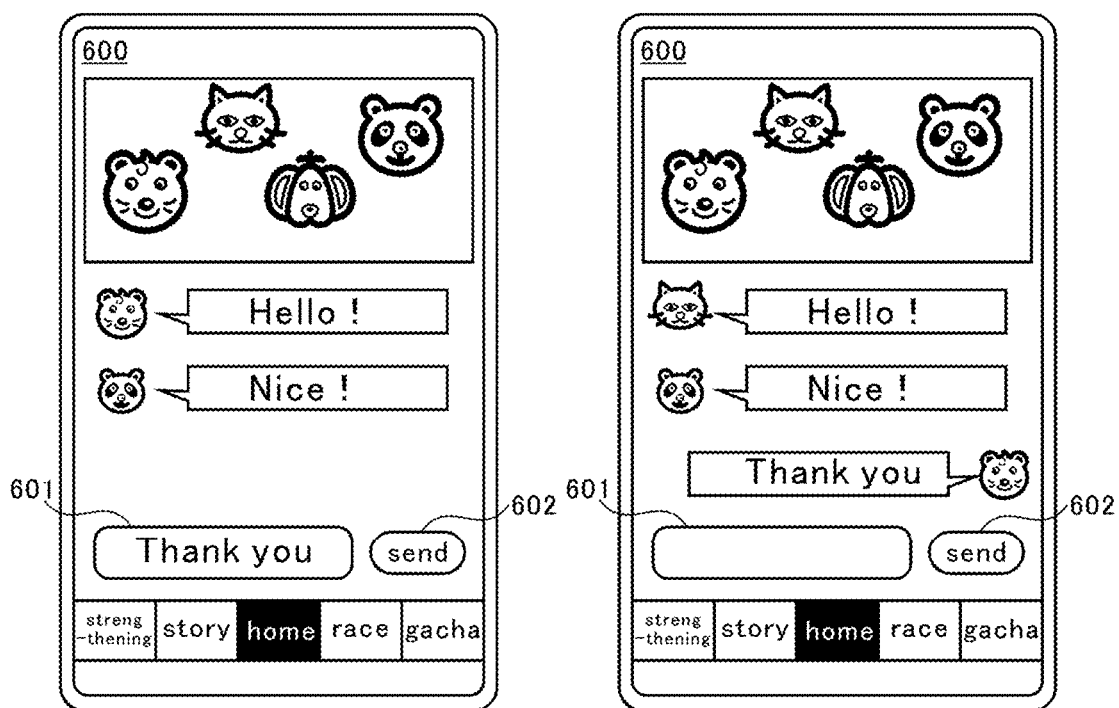 600
Hello !
Nice !
601
602
Thank you
send
streng
-thening
story
home
race
gacha
600
Hello !
Nice !
Thank you
601
602
send
streng
-thening
story
home
race
gacha